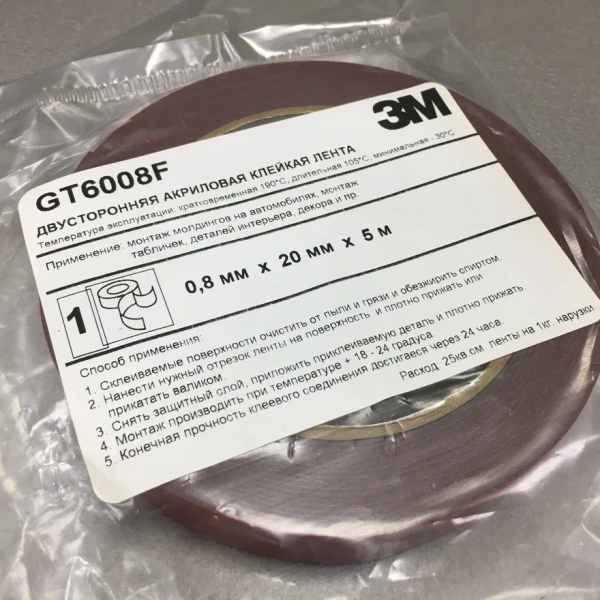 3M
GT6008F
ДВУСТОРОННЯЯ АКРИЛОВАЯ КЛЕЙКАЯ ЛЕНТА
Температура эксплуатации: кратковременная 190°С, длительная 105°С, минимальная - 30°С
Применение: монтаж молдингов на автомобилях, монтаж
табличек, деталей интерьера, декора и пр.
0,8 мм х 20 мм х 5 м
1
Способ применения:
1. Склеиваемые поверхности очистить от пыли и грязи и обезжирить спиртом.
2. Нанести нужный отрезок ленты на поверхность и плотно прижать или
прикатать валиком.
3. Снять защитный слой, приложить приклеиваемую деталь и плотно прижать.
4. Монтаж производить при температуре + 18 - 24 градуса.
5. Конечная прочность клеевого соединения достигается через 24 часа.
Расход: 25кв.см. ленты на 1кг. нарузки.